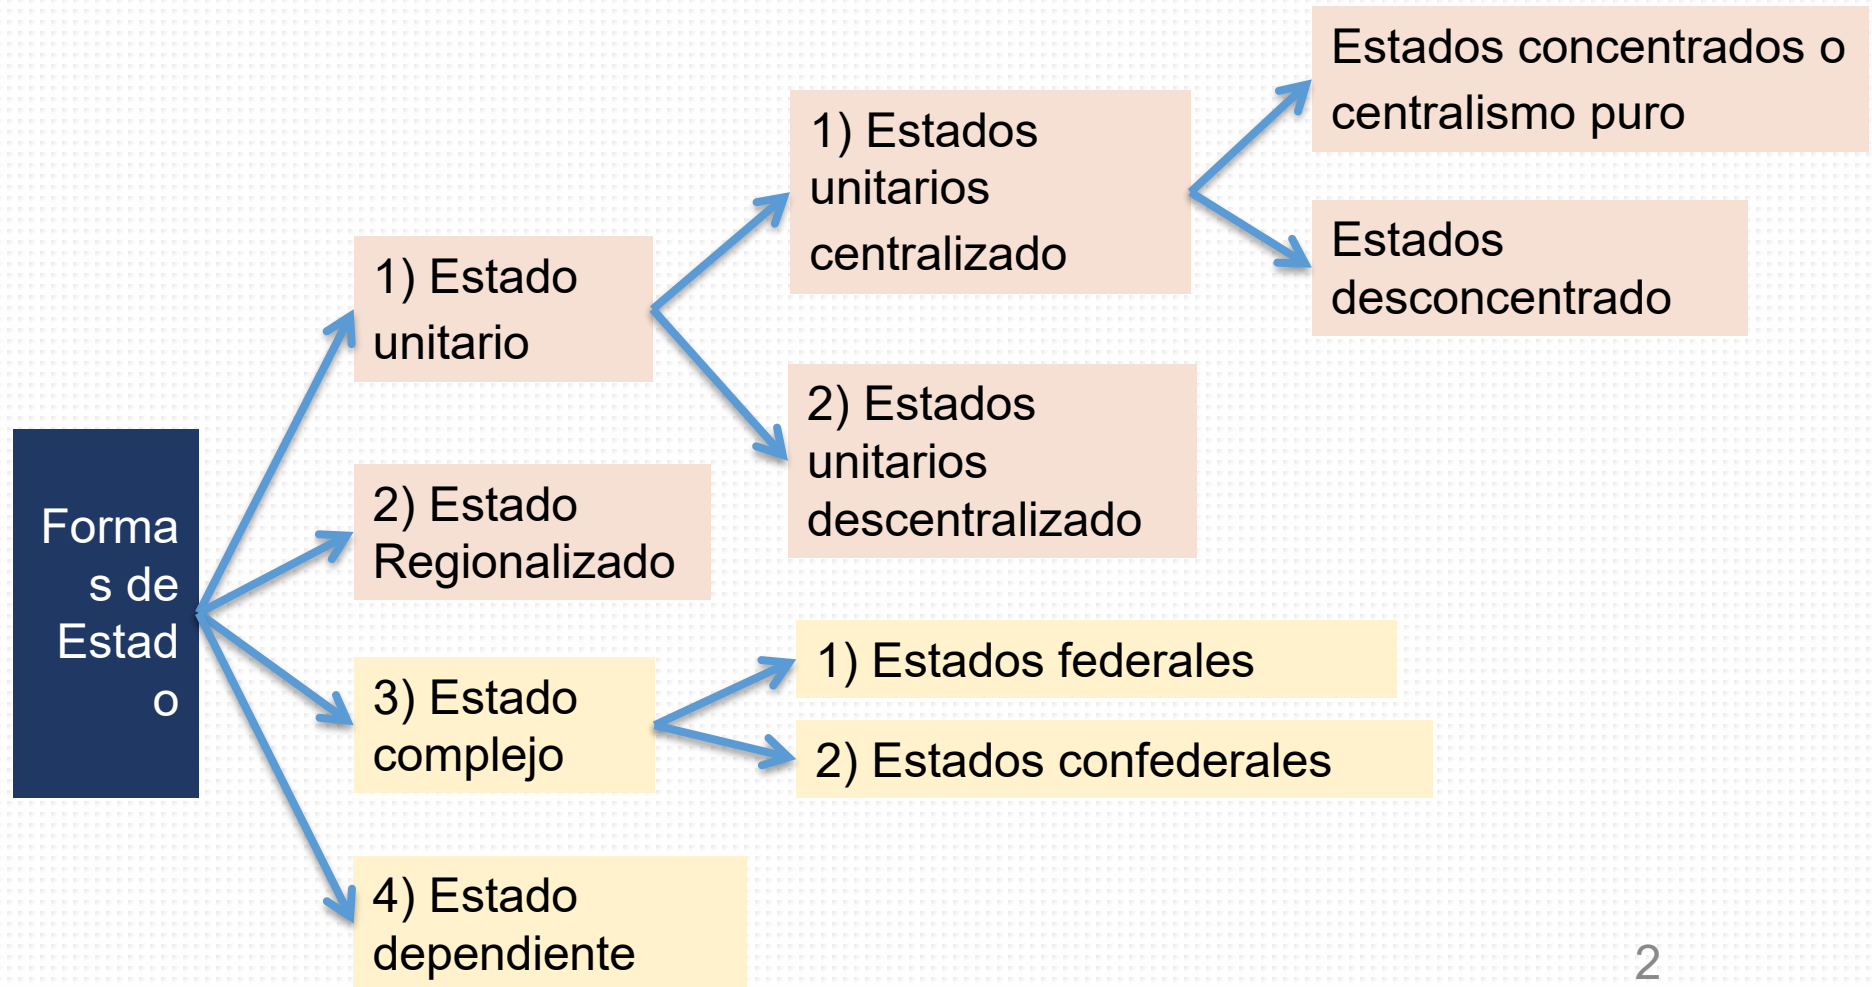 Forma
s de
Estad
o
1) Estado
unitario
1) Estados
unitarios
centralizado
Estados concentrados o
centralismo puro
Estados
desconcentrado
2) Estados
unitarios
descentralizado
2) Estado
Regionalizado
3) Estado
complejo
1) Estados federales
2) Estados confederales
4) Estado
dependiente
2